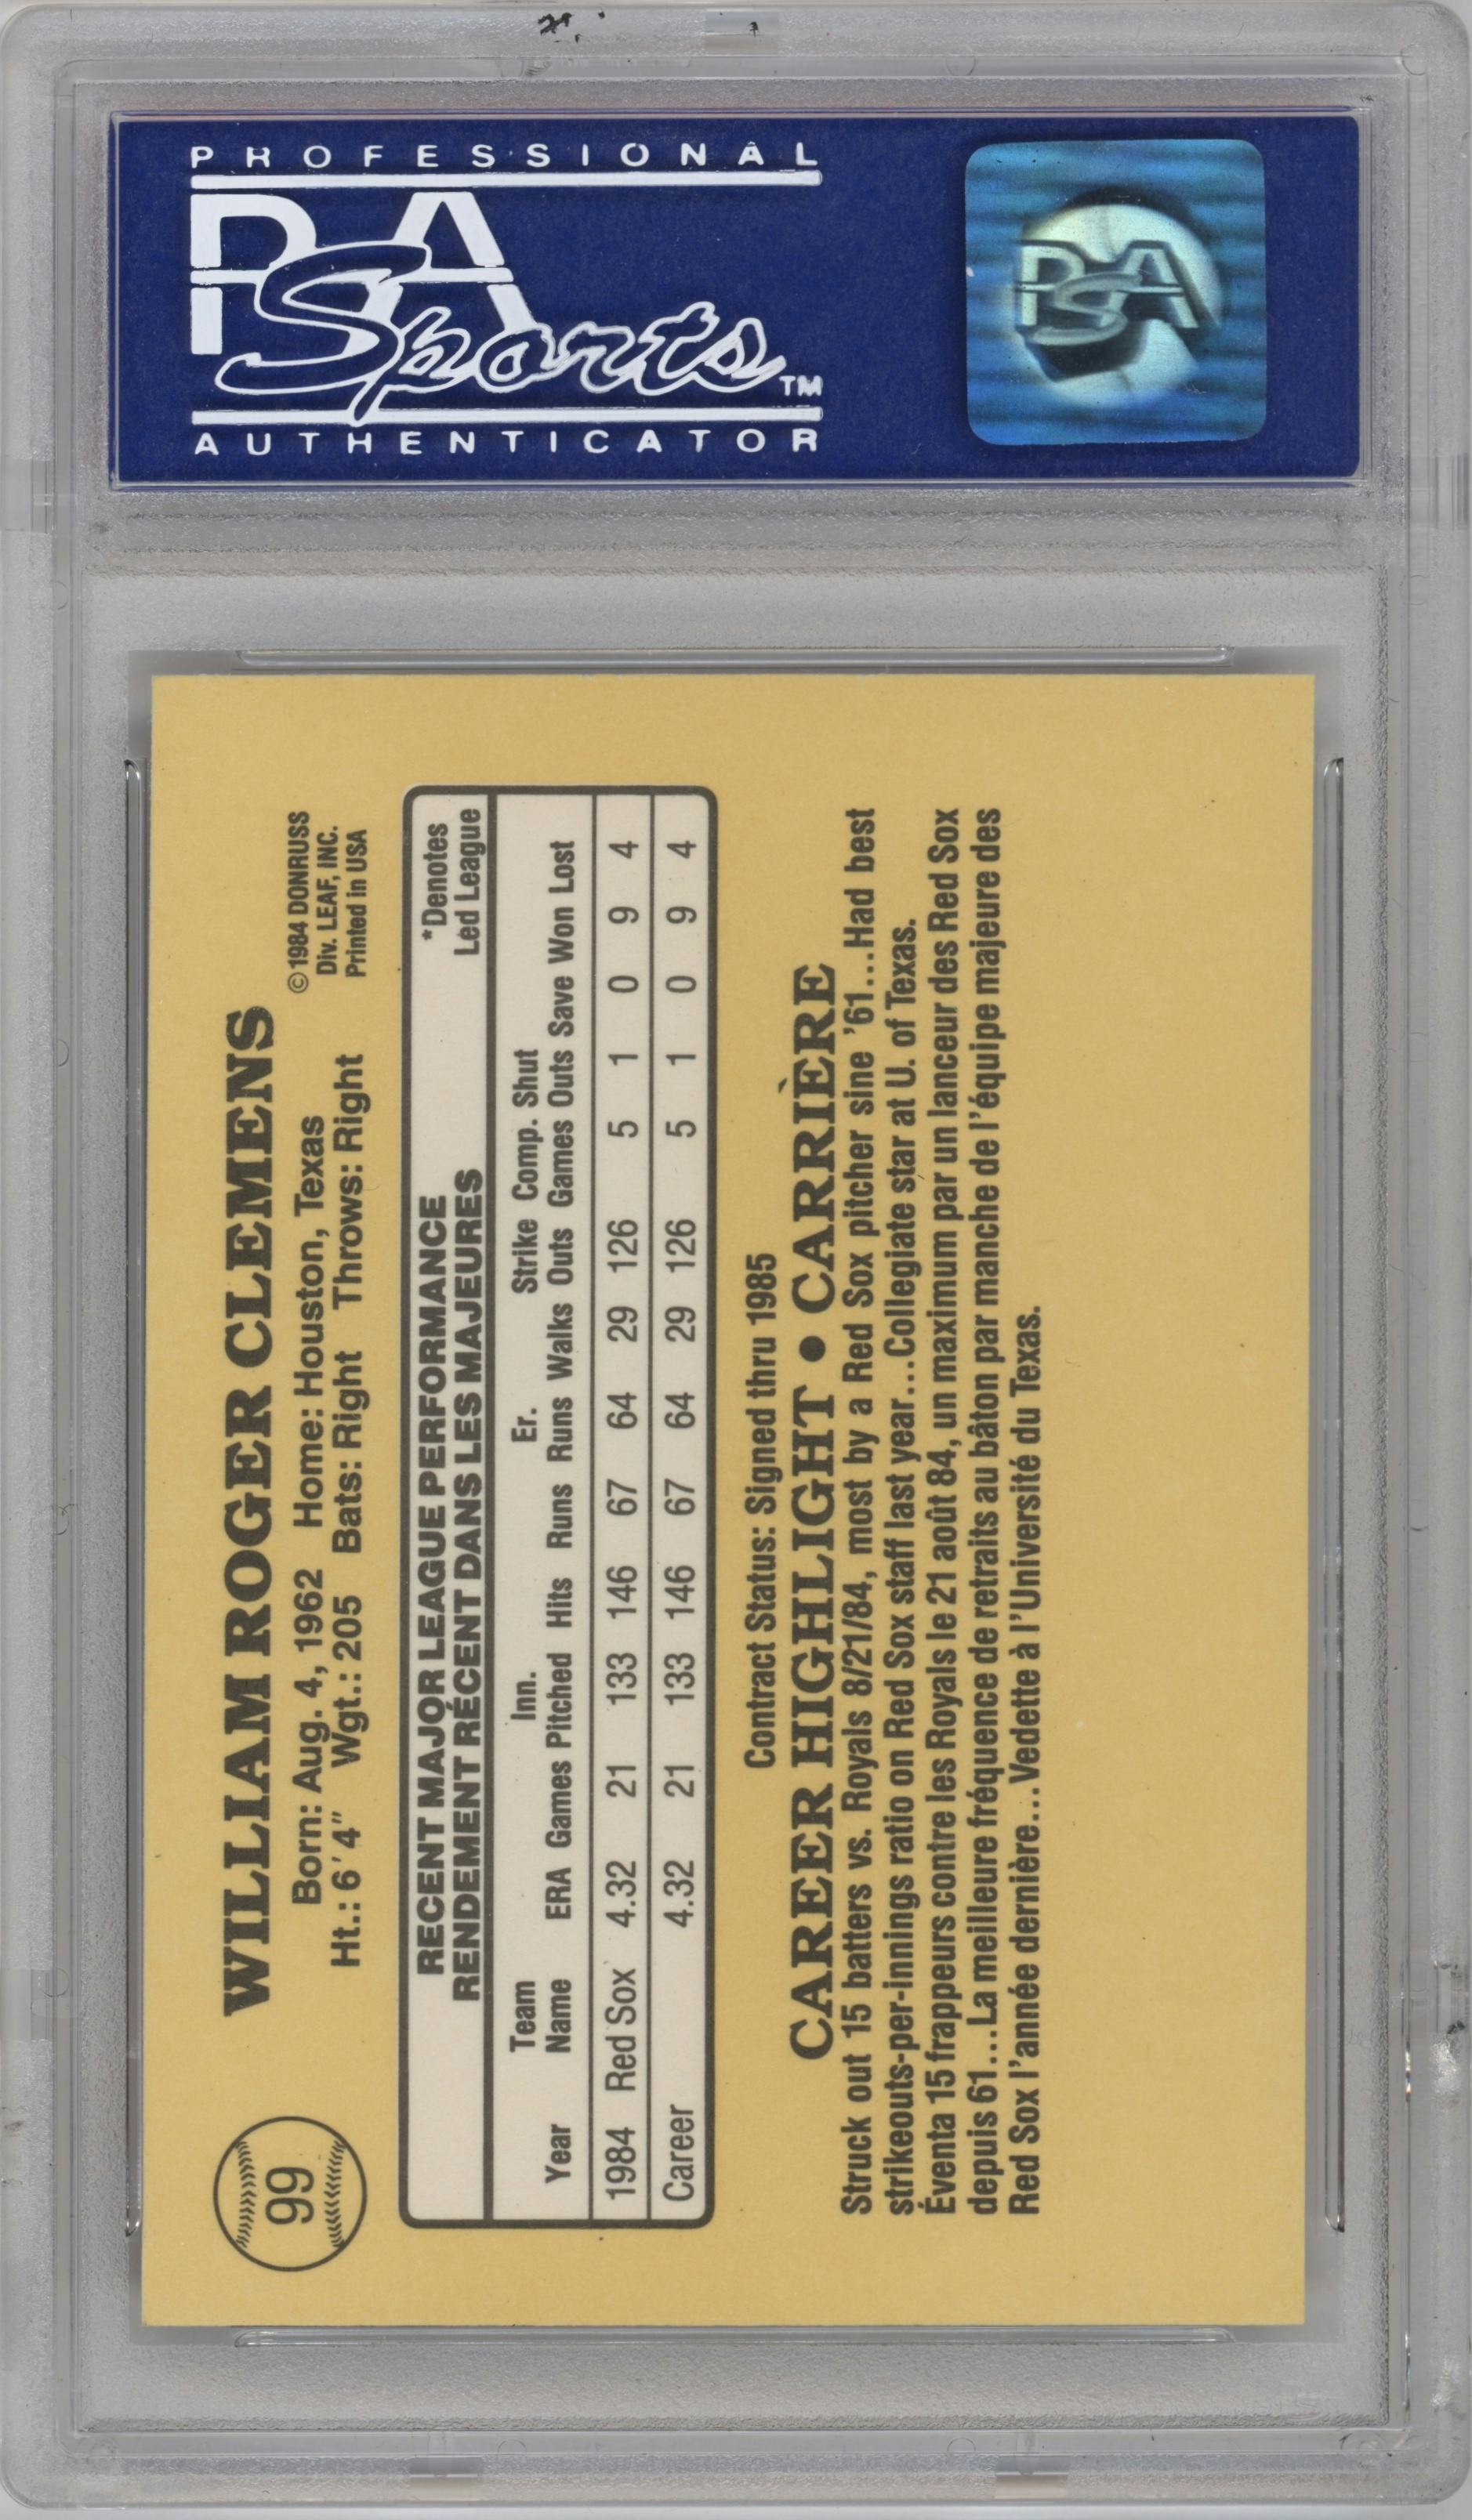 PROFESSIONAL
PSA
Sports™
AUTHENTICATOR
PSA
99
WILLIAM ROGER CLEMENS
©1984 DONRUSS
Div. LEAF, INC.
Printed in USA
Born: Aug. 4, 1962 Home: Houston, Texas
Ht.: 6'4" Wgt.: 205 Bats: Right Throws: Right
RECENT MAJOR LEAGUE PERFORMANCE
RENDEMENT RÉCENT DANS LES MAJEURES
*Denotes
Led League
Team Inn. Er. Strike Comp. Shut
Year Name ERA Games Pitched Hits Runs Runs Walks Outs Games Outs Save Won Lost
1984 Red Sox 4.32 21 133 146 67 64 29 126 5 1 0 9 4
Career 4.32 21 133 146 67 64 29 126 5 1 0 9 4
Contract Status: Signed thru 1985
CAREER HIGHLIGHT • CARRIÈRE
Struck out 15 batters vs. Royals 8/21/84, most by a Red Sox pitcher sine '61...Had best
strikeouts-per-innings ratio on Red Sox staff last year...Collegiate star at U. of Texas.
Éventa 15 frappeurs contre les Royals le 21 août 84, un maximum par un lanceur des Red Sox
depuis 61...La meilleure fréquence de retraits au bâton par manche de l'équipe majeure des
Red Sox l'année dernière...Vedette à l'Université du Texas.